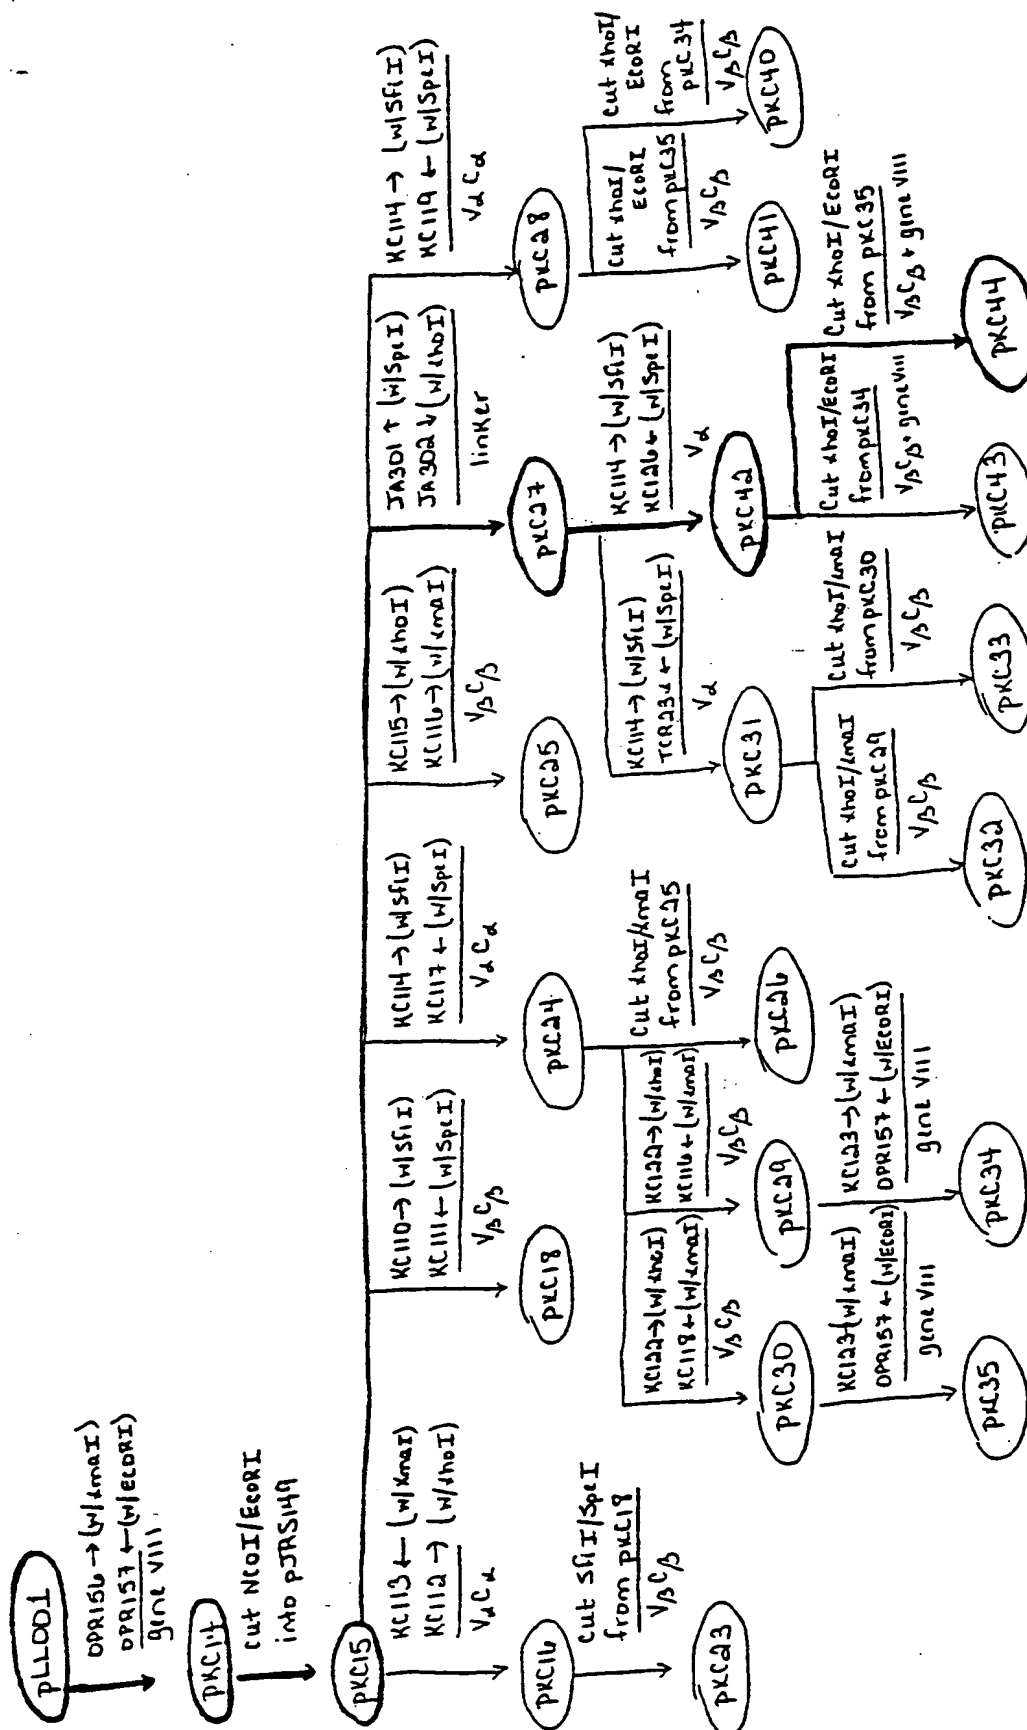 pLL001
OPR156→(w/XmaI)
OPR157←(w/ECORI)
gene VIII.
pKC14
cut NCOI/EcoRI
into pJRS149
pKC15
KC113←(w/XmaI)
KC112→(w/XhoI)
VαCα
pKC16
Cut SfiI/SpeI
from pKC18
VβCβ
pKC23
KC110→(w/SfiI)
KC111←(w/SpeI)
VβCβ
pKC18
KC114→(w/SfiI)
KC117←(w/SpeI)
VαCα
pKC24
KC122→(w/XhoI)
KC118←(w/XmaI)
VβCβ
pKC30
KC123→(w/XmaI)
OPR157←(w/ECORI)
gene VIII
pKC35
KC122→(w/XhoI)
KC116←(w/XmaI)
VβCβ
pKC29
KC123→(w/XmaI)
OPR157←(w/ECORI)
gene VIII
pKC34
Cut XhoI/XmaI
from pKC25
VβCβ
pKC26
KC115→(w/XhoI)
KC116→(w/XmaI)
VβCβ
pKC25
JA301↑(w/SpeI)
JA302↓(w/XhoI)
linker
pKC27
KC114→(w/SfiI)
TCR23α←(w/SpeI)
Vα
pKC31
Cut XhoI/XmaI
from pKC29
VβCβ
pKC32
Cut XhoI/XmaI
from pKC30
VβCβ
pKC33
KC114→(w/SfiI)
KC126←(w/SpeI)
Vα
pKC42
Cut XhoI/ECORI
from pKC34
VβCβ+ gene VIII
pKC43
Cut XhoI/ECORI
from pKC35
VβCβ + gene VIII
pKC44
KC114→(w/SfiI)
KC119←(w/SpeI)
VαCα
pKC28
Cut XhoI/
ECORI
from pKC35
VβCβ
pKC41
Cut XhoI/
ECORI
from
pKC34
VβCβ
pKC40